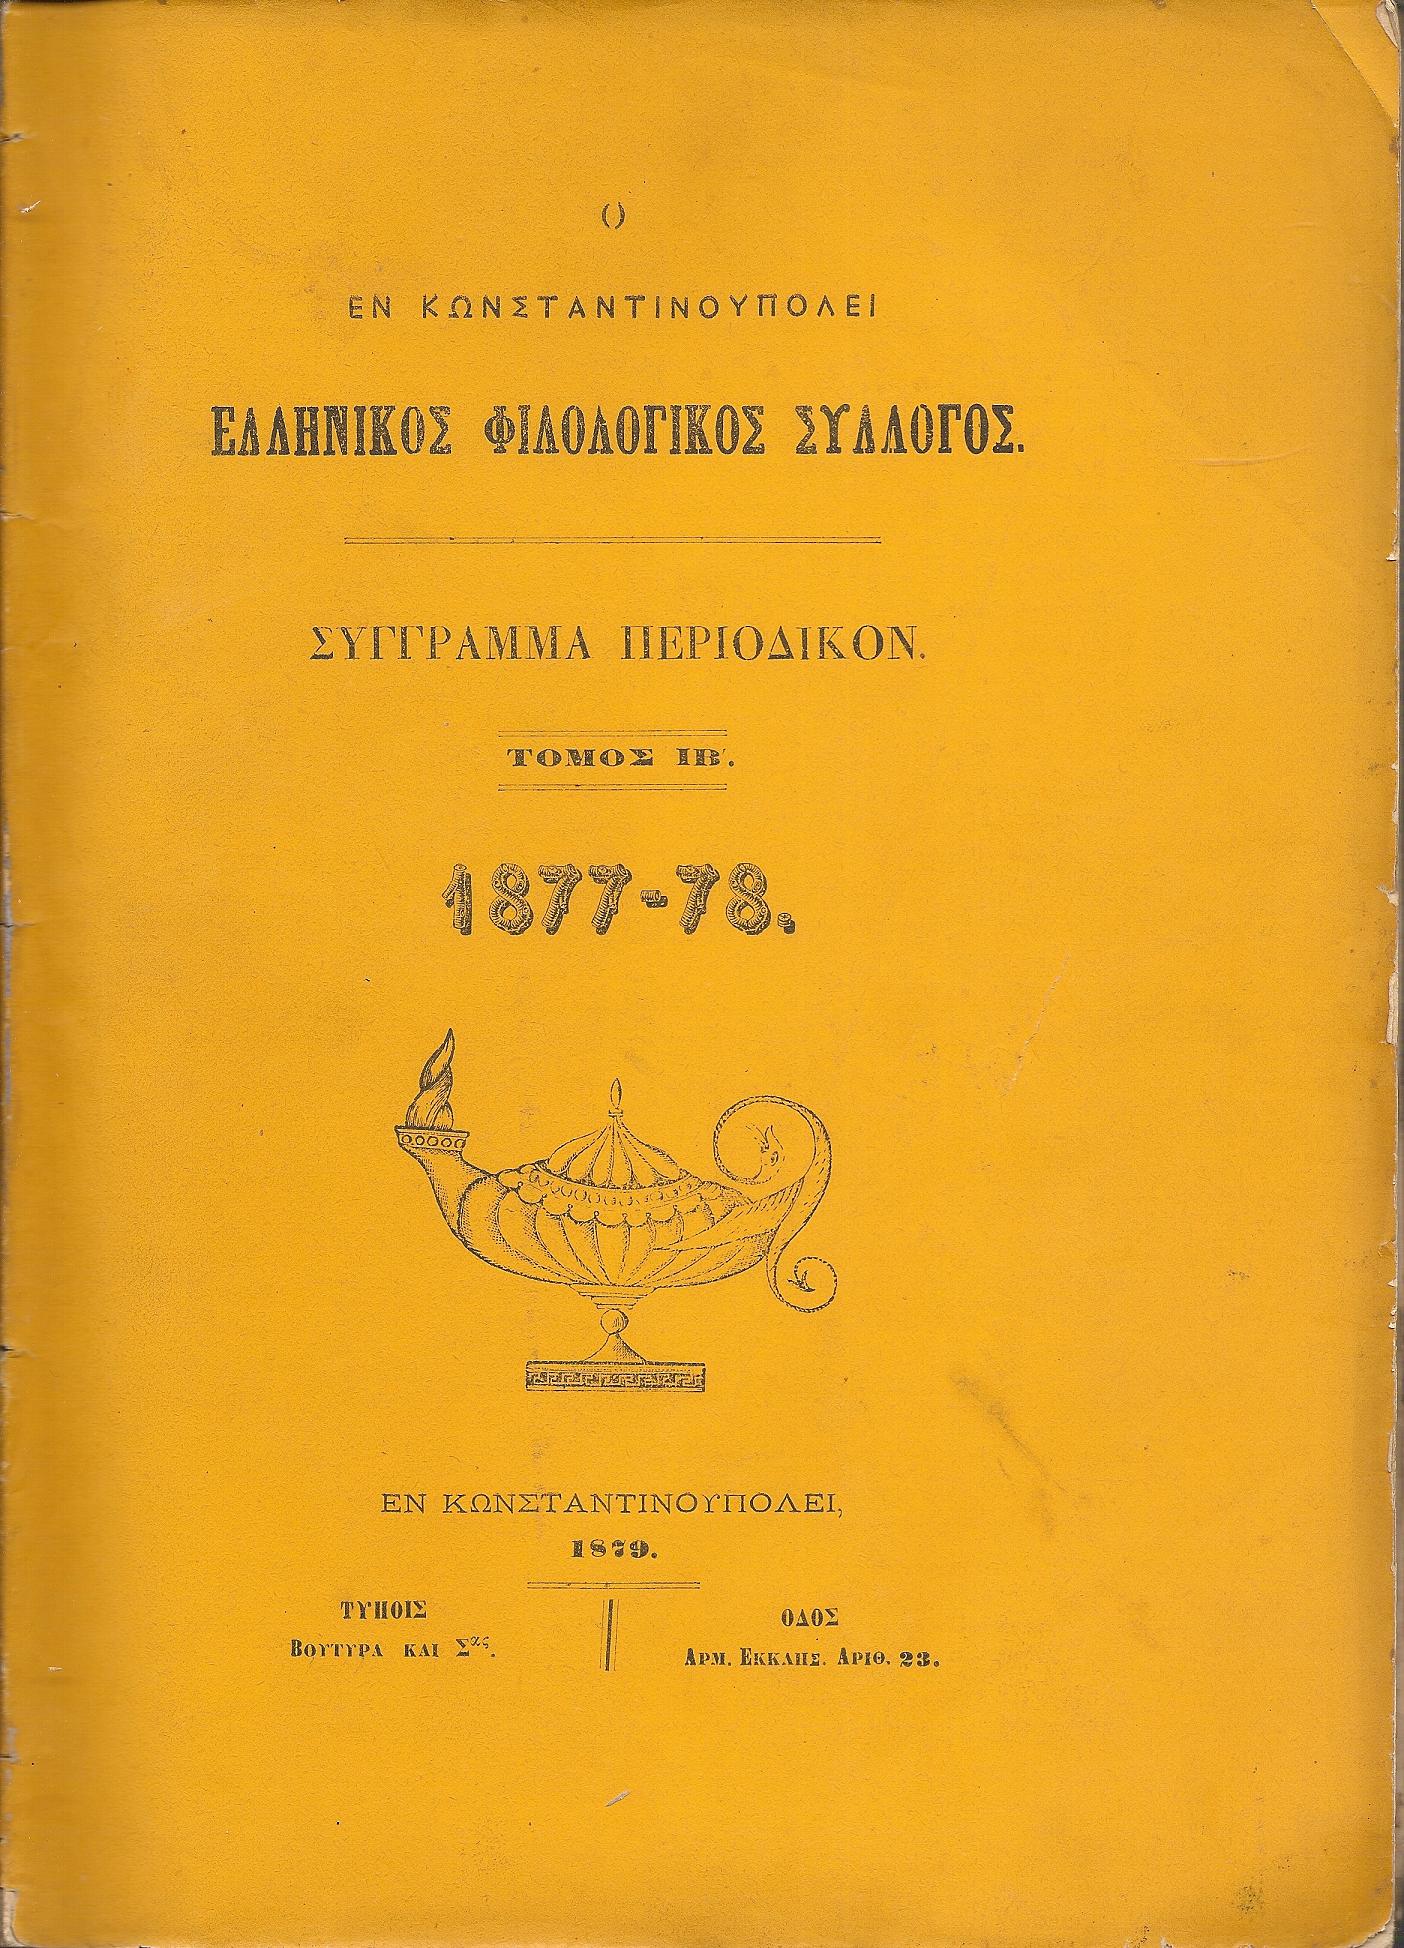 Ο
ΕΝ ΚΩΝΣΤΑΝΤΙΝΟΥΠΟΛΕΙ
ΕΛΛΗΝΙΚΟΣ ΦΙΛΟΛΟΓΙΚΟΣ ΣΥΛΛΟΓΟΣ.
ΣΥΓΓΡΑΜΜΑ ΠΕΡΙΟΔΙΚΟΝ.
ΤΟΜΟΣ ΙΒ′.
1877-78.
ΕΝ ΚΩΝΣΤΑΝΤΙΝΟΥΠΟΛΕΙ,
1879.
ΤΥΠΟΙΣ
ΒΟΥΤΥΡΑ ΚΑΙ Σας.
ΟΔΟΣ
ΑΡΜ. ΕΚΚΛΗΣ. ΑΡΙΘ. 23.